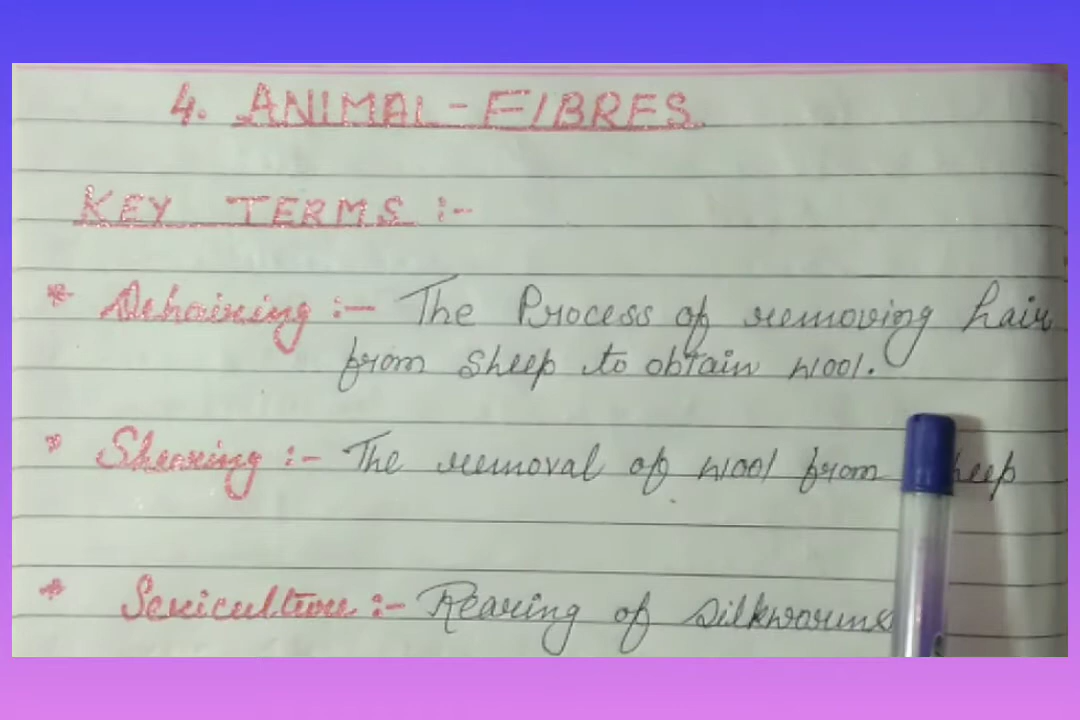 4. ANIMAL-FIBRES
KEY TERMS :-
* Dehairing :- The Process of removing hair
from Sheep to obtain wool.
* Shearing :- The removal of wool from heep
* Sericulture :- Rearing of Silkworms